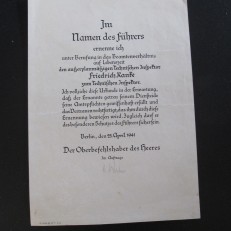 Im
Namen des Führers
ernenne ich
unter Berufung in das Beamtenverhältnis
auf Lebenszeit
den außerplanmäßigen Technischen Inspektor
Friedrich Ranke
zum Technischen Inspektor.
Ich vollziehe diese Urkunde in der Erwartung,
daß der Ernannte getreu seinem Diensteide
seine Amtspflichten gewissenhaft erfüllt und
das Vertrauen rechtfertigt, das ihm durch diese
Ernennung bewiesen wird. Zugleich darf er
des besonderen Schutzes des Führers sicher sein.
Berlin, den 21. April 1941
Der Oberbefehlshaber des Heeres
Im Auftrage